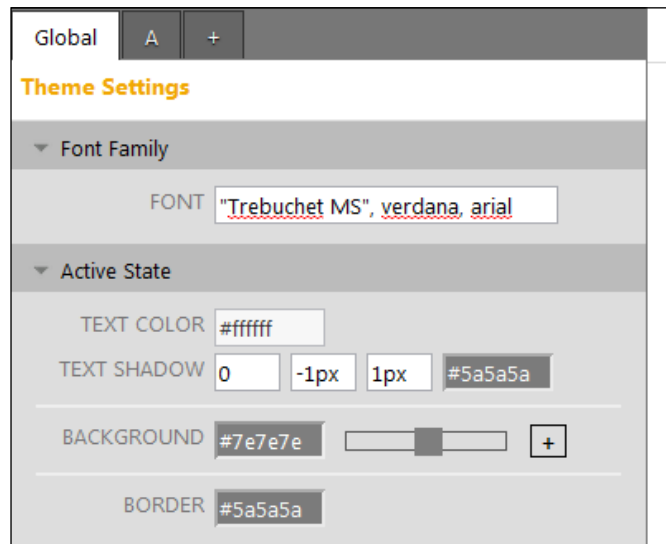 Global A +
Theme Settings
Font Family
FONT "Trebuchet MS", verdana, arial
Active State
TEXT COLOR #ffffff
TEXT SHADOW 0 -1px 1px #5a5a5a
BACKGROUND #7e7e7e +
BORDER #5a5a5a